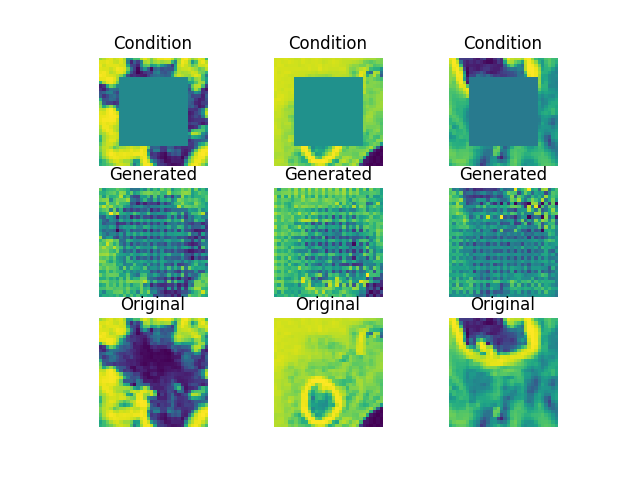 Condition Condition Condition
Generated Generated Generated
Original Original Original